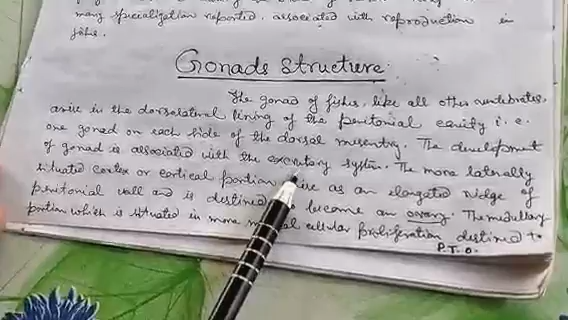 many specialization reported, associated with reproduction in
fishes.
Gonads Structure
The gonad of fishes, like all other vertebrates,
arise in the dorsolateral lining of the peritonial cavity i.e.
one gonad on each side of the dorsal mesentry. The development
of gonad is associated with the excretory system. The more laterally
situated cortex or cortical portion as an elongated ridge of
peritonial wall and is destined become an ovary. The medullary
portion which is situated in more cellular proliferation destined to
P.T.O.